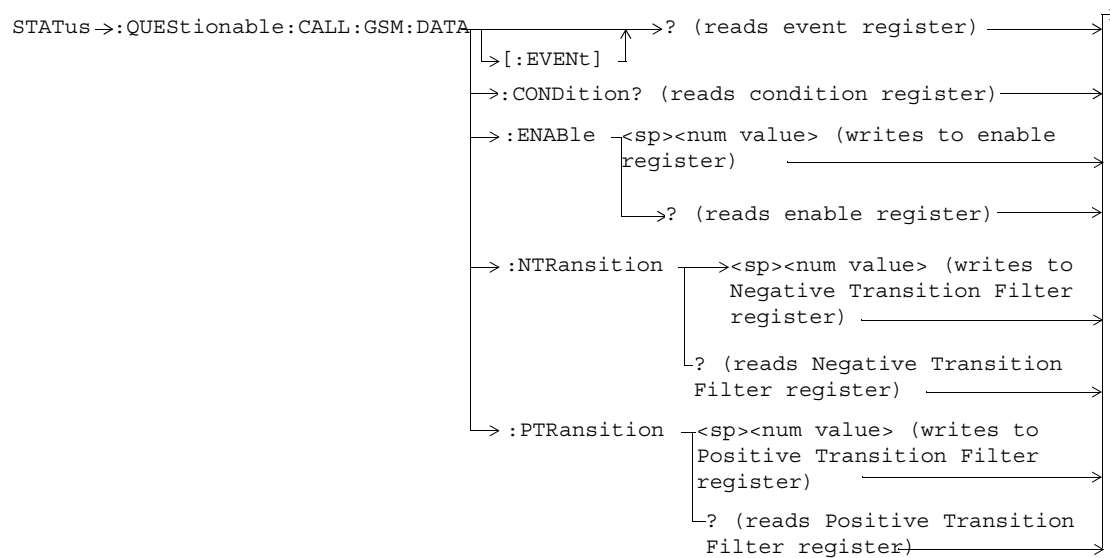 STATus :QUEStionable:CALL:GSM:DATA ? (reads event register)
[:EVENt]
:CONDition? (reads condition register)
:ENABle <sp><num value> (writes to enable
register)
? (reads enable register)
:NTRansition <sp><num value> (writes to
Negative Transition Filter
register)
? (reads Negative Transition
Filter register)
:PTRansition <sp><num value> (writes to
Positive Transition Filter
register)
? (reads Positive Transition
Filter register)